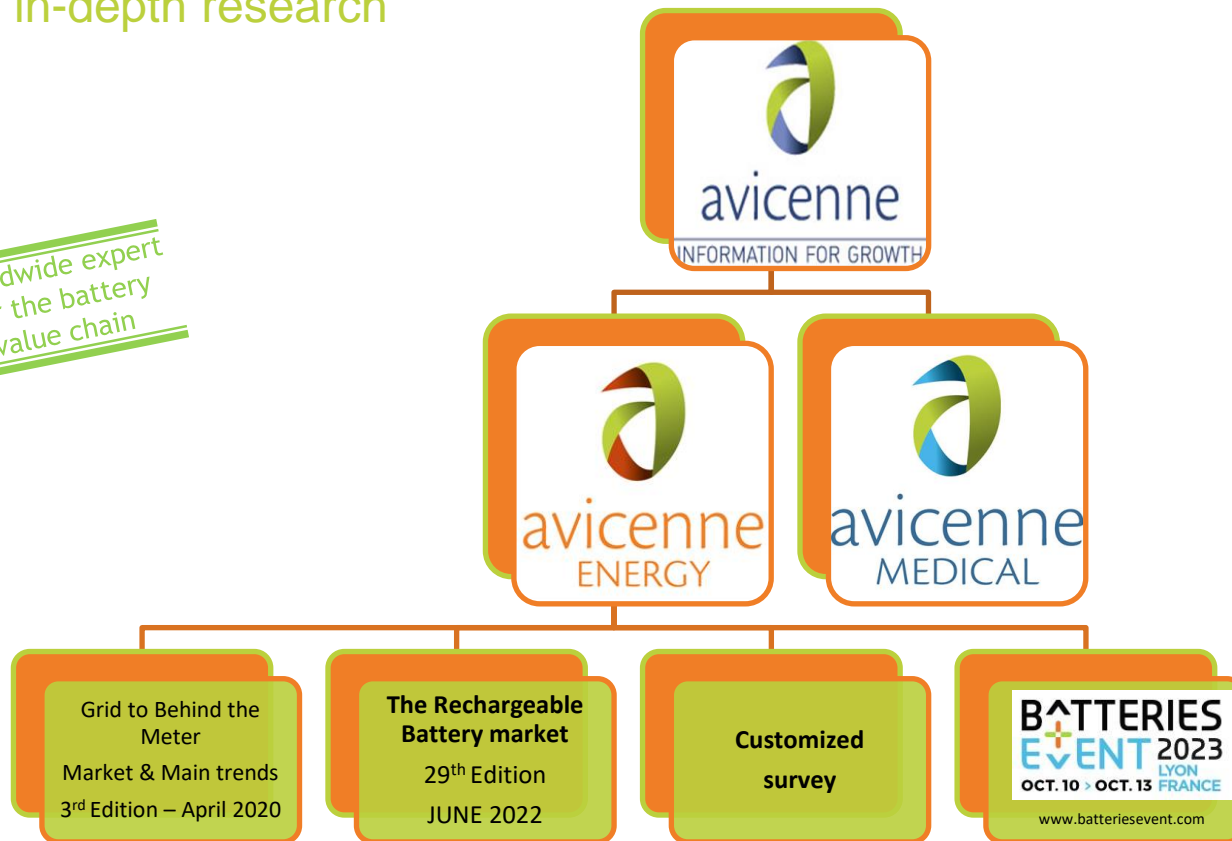 in-depth research
avicenne
INFORMATION FOR GROWTH
expert
the battery
value chain
avicenne
ENERGY
avicenne
MEDICAL
Grid to Behind the
Meter
Market & Main trends
3rd Edition – April 2020
The Rechargeable
Battery market
29th Edition
JUNE 2022
Customized
survey
BATTERIES
EVENT 2023
LYON
OCT. 10 > OCT. 13 FRANCE
www.batteriesevent.com